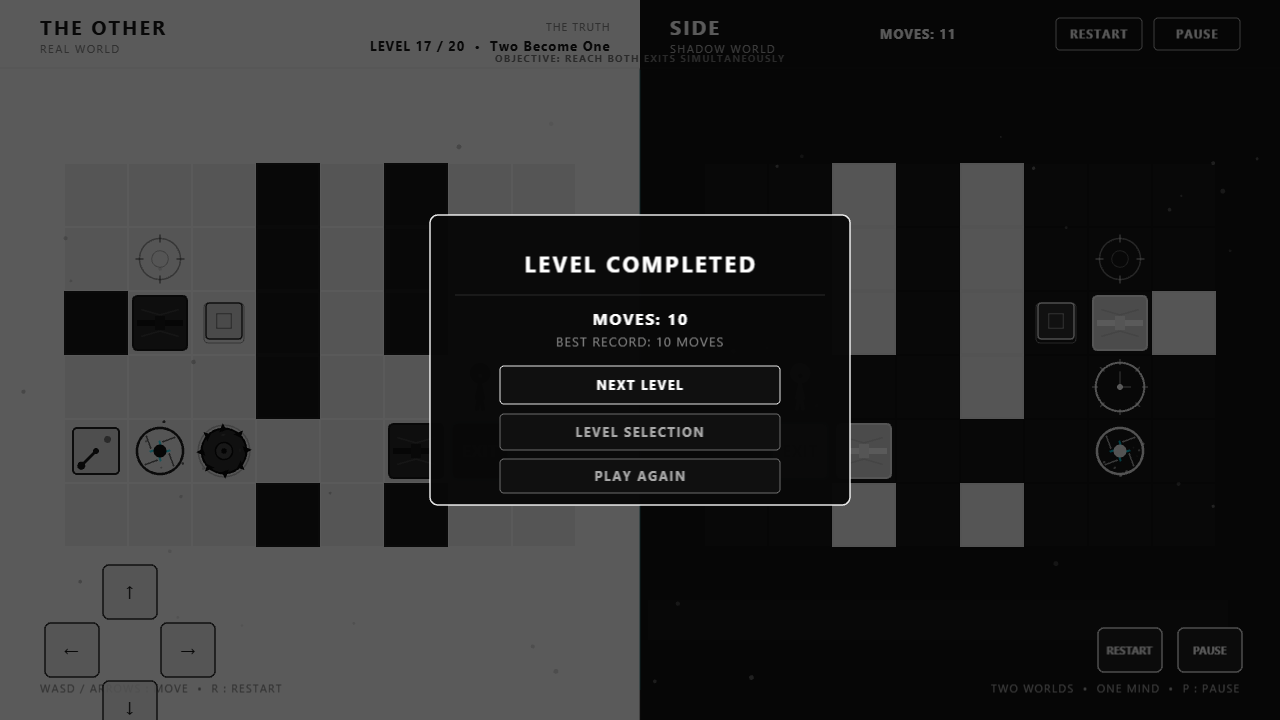 THE OTHER
REAL WORLD
THE TRUTH
LEVEL 17 / 20 • Two Become One
OBJECTIVE: REACH BOTH EXITS SIMULTANEOUSLY
SIDE
SHADOW WORLD
MOVES: 11
RESTART
PAUSE
LEVEL COMPLETED
MOVES: 10
BEST RECORD: 10 MOVES
NEXT LEVEL
LEVEL SELECTION
PLAY AGAIN
↑
←
→
↓
WASD / MOVE • R : RESTART
RESTART
PAUSE
TWO WORLDS • ONE MIND • P : PAUSE